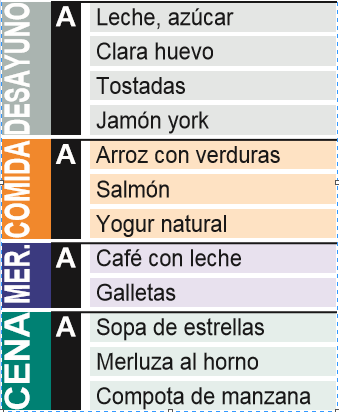 DESAYUNO
A
Leche, azúcar
Clara huevo
Tostadas
Jamón york
COMIDA
A
Arroz con verduras
Salmón
Yogur natural
MER.
A
Café con leche
Galletas
CENA
A
Sopa de estrellas
Merluza al horno
Compota de manzana